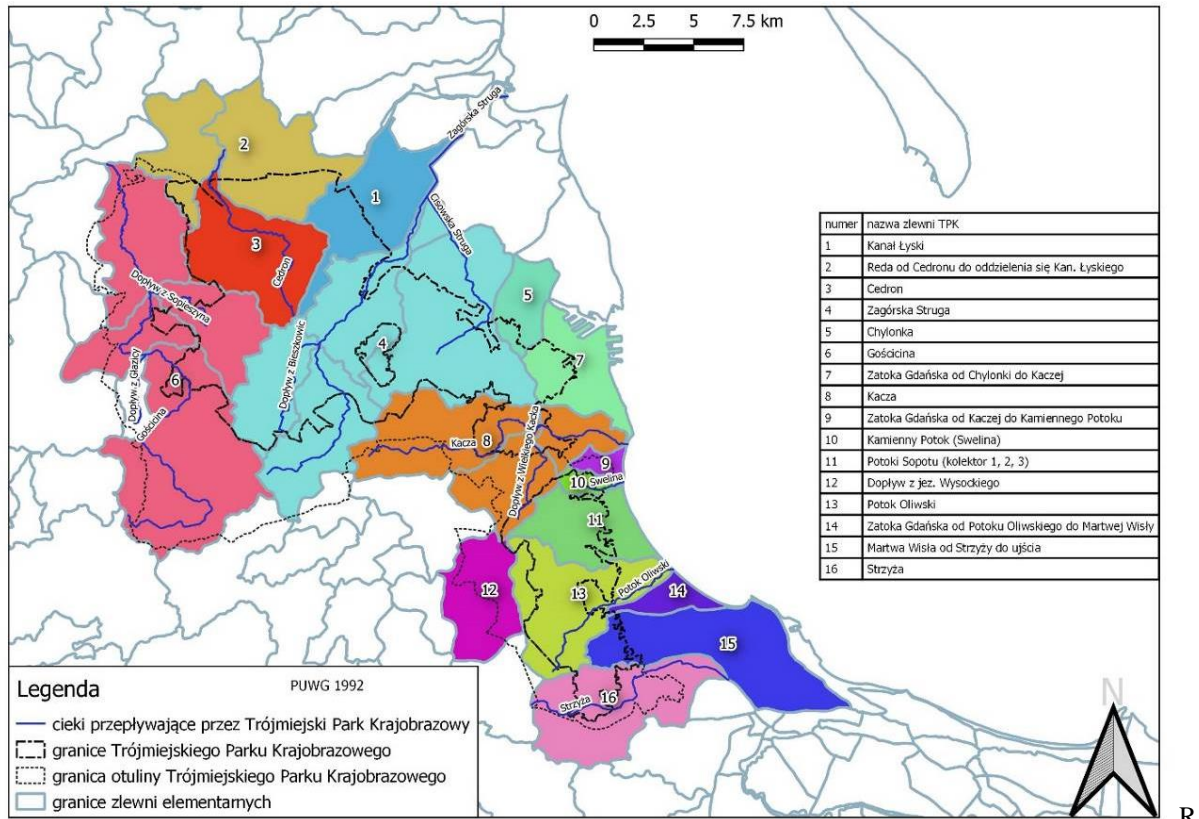 0 2.5 5 7.5 km
Zagórska Struga
2
1
Cisowska Struga
3
Cedron
Dopływ z Sopieszyna
5
4
7
Dopływ z Bieszkowic
6
Dopływ z Głazicy
Gościcina
Kacza
8
Dopływ z Wielkiego Kacka
9
10
Swelina
11
12
13
Potok Oliwski
14
15
Strzyża
16
numer nazwa zlewni TPK
1 Kanał Łyski
2 Reda od Cedronu do oddzielenia się Kan. Łyskiego
3 Cedron
4 Zagórska Struga
5 Chylonka
6 Gościcina
7 Zatoka Gdańska od Chylonki do Kaczej
8 Kacza
9 Zatoka Gdańska od Kaczej do Kamiennego Potoku
10 Kamienny Potok (Swelina)
11 Potoki Sopotu (kolektor 1, 2, 3)
12 Dopływ z jez. Wysockiego
13 Potok Oliwski
14 Zatoka Gdańska od Potoku Oliwskiego do Martwej Wisły
15 Martwa Wisła od Strzyży do ujścia
16 Strzyża
Legenda
PUWG 1992
cieki przepływające przez Trójmiejski Park Krajobrazowy
granice Trójmiejskiego Parku Krajobrazowego
granica otuliny Trójmiejskiego Parku Krajobrazowego
granice zlewni elementarnych
N
R